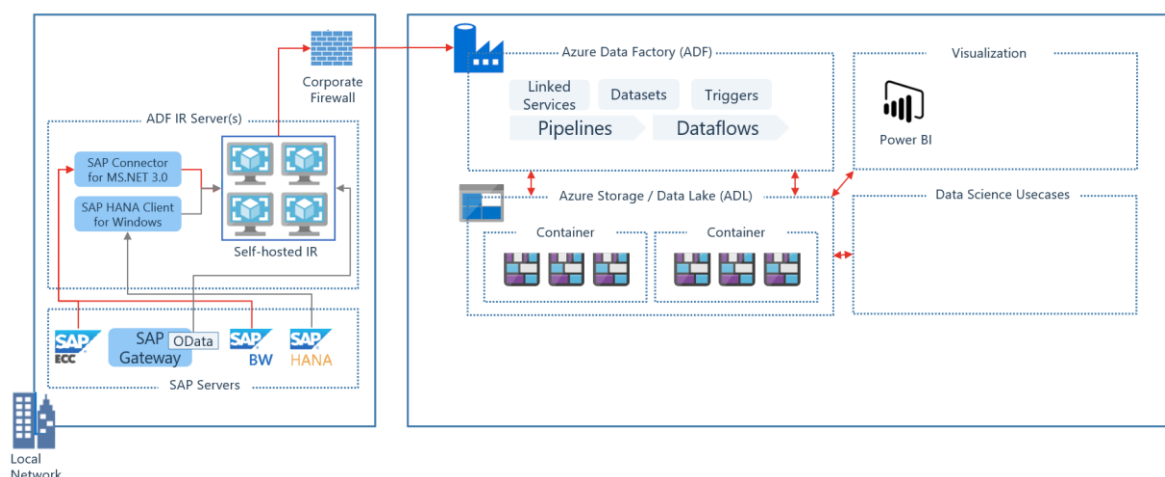 Corporate
Firewall
ADF IR Server(s)
SAP Connector
for MS.NET 3.0
SAP HANA Client
for Windows
Self-hosted IR
SAP
ECC
SAP
Gateway
OData
SAP
BW
SAP
HANA
SAP Servers
Local
Network
Azure Data Factory (ADF)
Linked
Services
Datasets
Triggers
Pipelines
Dataflows
Azure Storage / Data Lake (ADL)
Container
Container
Visualization
Power BI
Data Science Usecases